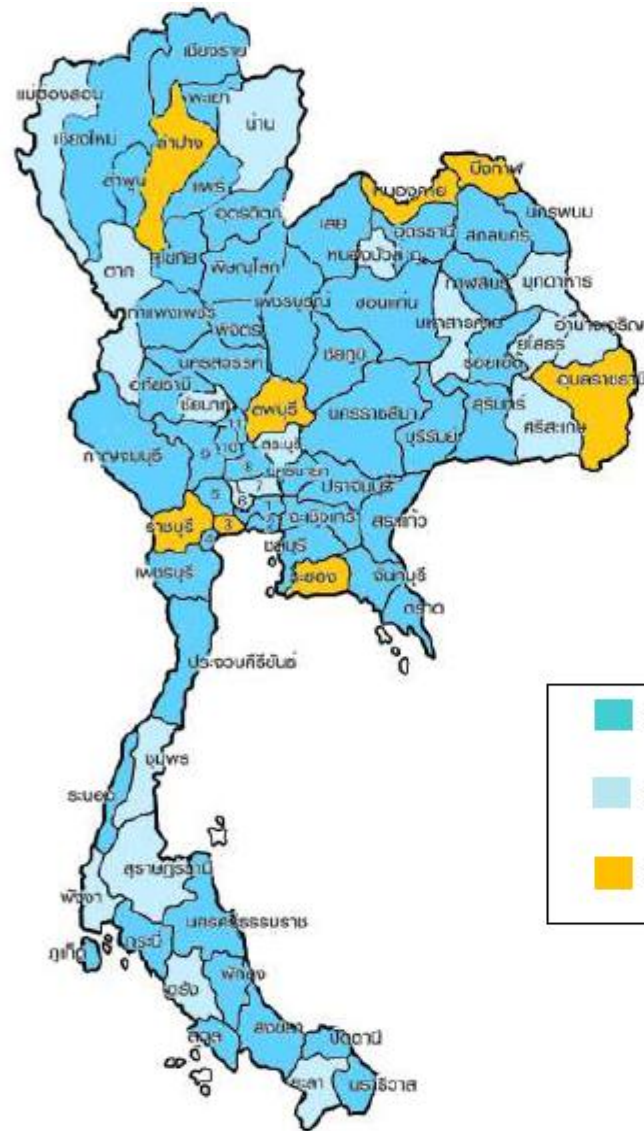 เชียงราย
แม่ฮ่องสอน
พะเยา
น่าน
เชียงใหม่
ลำปาง
ลำพูน
แพร่
บึงกาฬ
หนองคาย
อุตรดิตถ์
เลย
อุดรธานี
นครพนม
สกลนคร
ตาก
สุโขทัย
พิษณุโลก
มุกดาหาร
กาฬสินธุ์
เพชรบูรณ์
ขอนแก่น
กำแพงเพชร
พิจิตร
มหาสารคาม
อำนาจเจริญ
ยโสธร
ชัยภูมิ
ร้อยเอ็ด
นครสวรรค์
อุทัยธานี
อุบลราชธานี
ชัยนาท
ลพบุรี
นครราชสีมา
สุรินทร์
ศรีสะเกษ
บุรีรัมย์
11
สระบุรี
กาญจนบุรี
9
10
8
นครนายก
ปราจีนบุรี
7
5
6
1
ฉะเชิงเทรา
สระแก้ว
ราชบุรี
3
4
ชลบุรี
เพชรบุรี
ระยอง
จันทบุรี
ตราด
ประจวบคีรีขันธ์
ชุมพร
ระนอง
สุราษฎร์ธานี
พังงา
นครศรีธรรมราช
ภูเก็ต
กระบี่
ตรัง
พัทลุง
สงขลา
สตูล
ปัตตานี
ยะลา
นราธิวาส